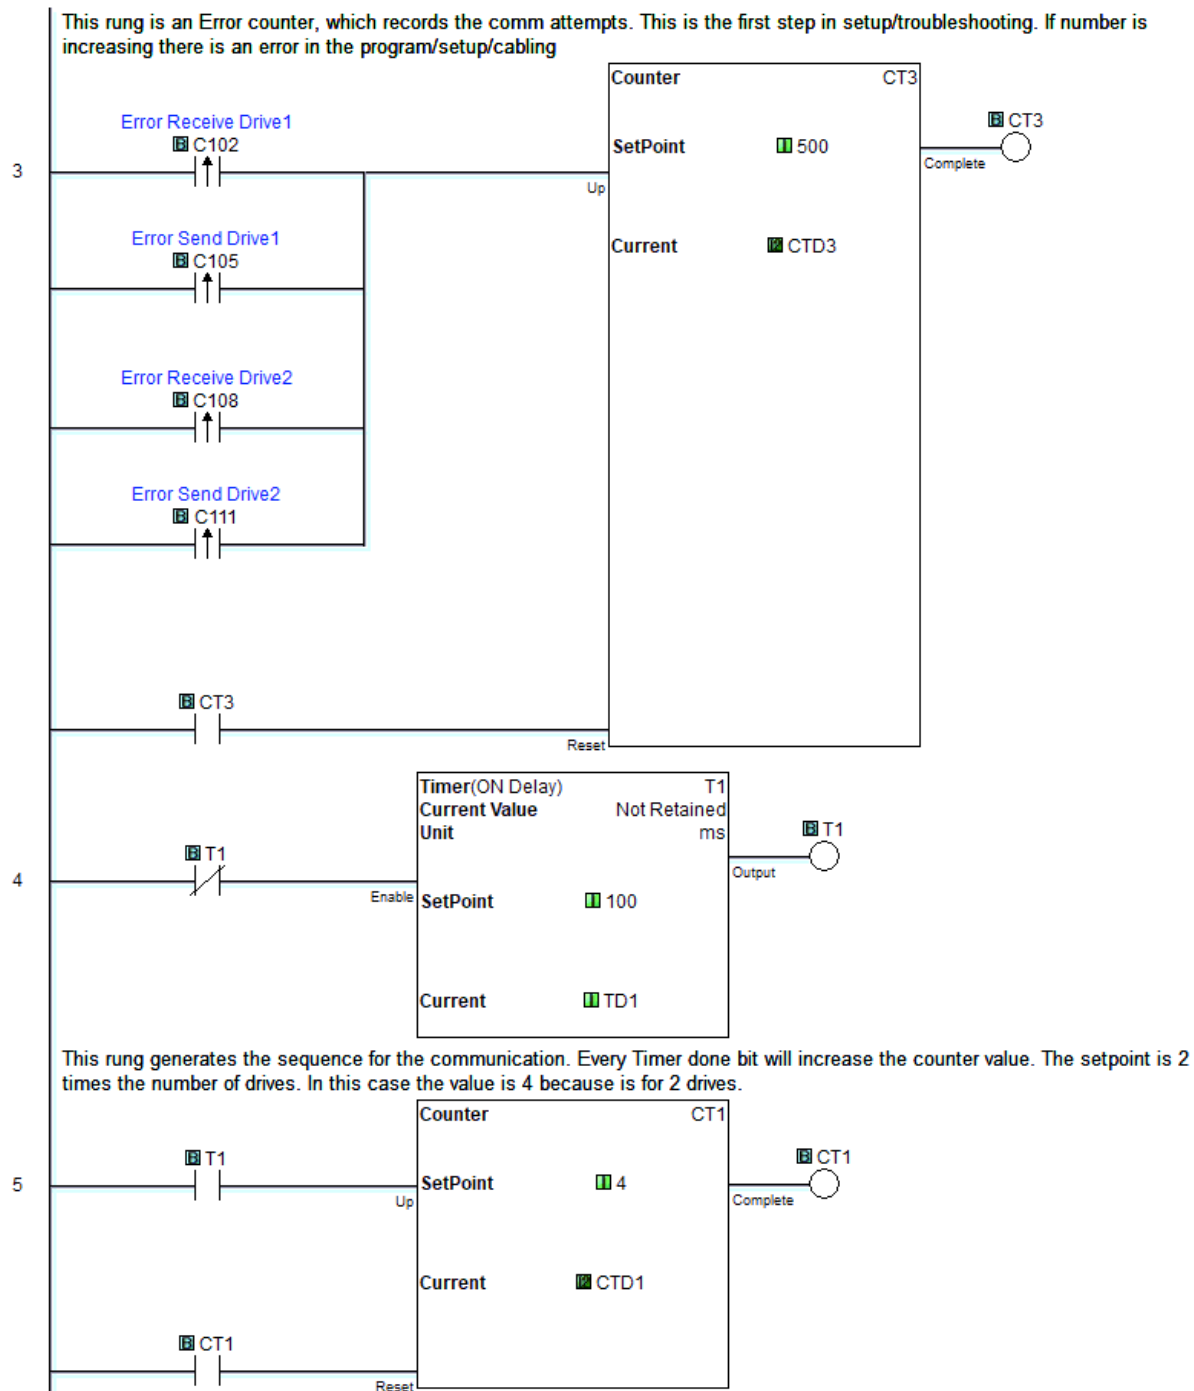 This rung is an Error counter, which records the comm attempts. This is the first step in setup/troubleshooting. If number is
increasing there is an error in the program/setup/cabling
Counter CT3
Error Receive Drive1
B C102
SetPoint 500
B CT3
Complete
3
Up
Error Send Drive1
B C105
Current CTD3
Error Receive Drive2
B C108
Error Send Drive2
B C111
B CT3
Reset
Timer(ON Delay) T1
Current Value Not Retained
Unit ms
B T1
B T1
Output
4
Enable
SetPoint 100
Current TD1
This rung generates the sequence for the communication. Every Timer done bit will increase the counter value. The setpoint is 2
times the number of drives. In this case the value is 4 because is for 2 drives.
Counter CT1
B T1
B CT1
5
SetPoint 4
Up
Complete
Current CTD1
B CT1
Reset